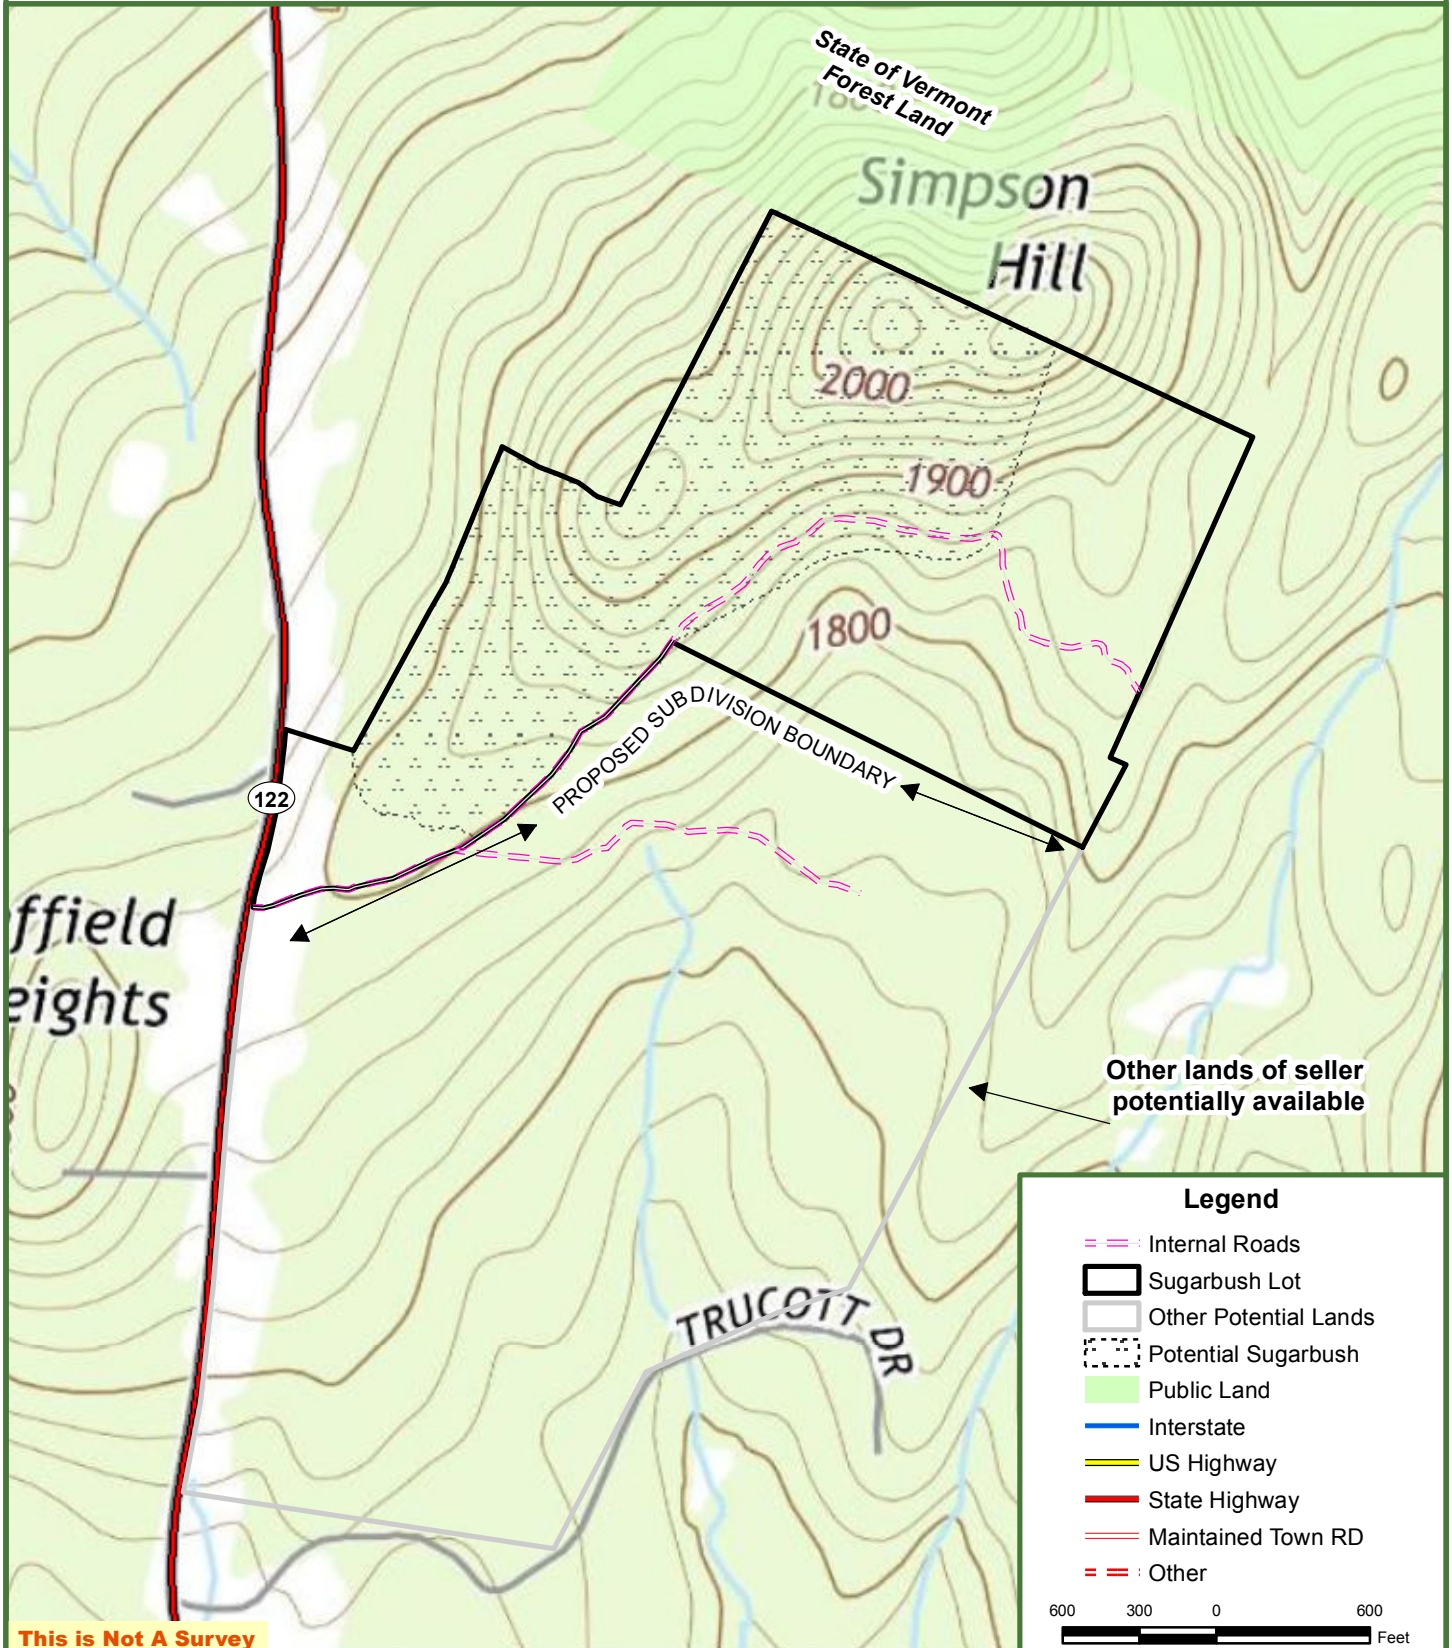 State of Vermont
Forest Land
Simpson
Hill
2000
1900
1800
PROPOSED SUBDIVISION BOUNDARY
122
ffield
eights
Other lands of seller
potentially available
TRUCOTT DR
Legend
Internal Roads
Sugarbush Lot
Other Potential Lands
Potential Sugarbush
Public Land
Interstate
US Highway
State Highway
Maintained Town RD
Other
600 300 0 600
Feet
This is Not A Survey